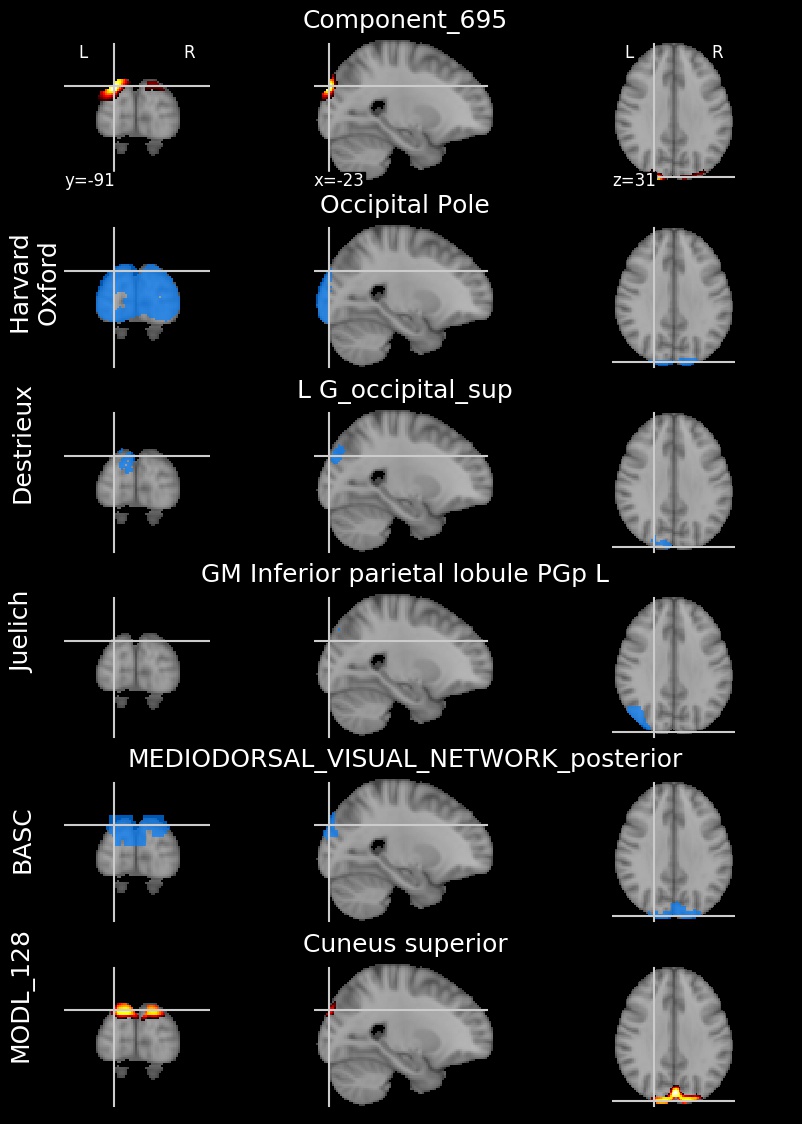 Component_695
L R L R
y=-91 x=-23 z=31
Occipital Pole
Harvard
Oxford
L G_occipital_sup
Destrieux
GM Inferior parietal lobule PGp L
Juelich
MEDIODORSAL_VISUAL_NETWORK_posterior
BASC
Cuneus superior
MODL_128